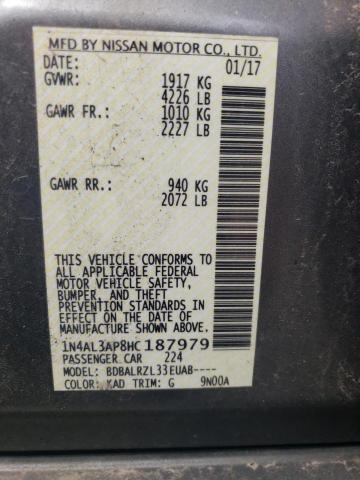 MFD BY NISSAN MOTOR CO., LTD.
DATE: 01/17
GVWR: 1917 KG
4226 LB
GAWR FR.: 1010 KG
2227 LB
GAWR RR.: 940 KG
2072 LB
THIS VEHICLE CONFORMS TO
ALL APPLICABLE FEDERAL
MOTOR VEHICLE SAFETY,
BUMPER, AND THEFT
PREVENTION STANDARDS IN
EFFECT ON THE DATE OF
MANUFACTURE SHOWN ABOVE.
1N4AL3AP8HC187979
PASSENGER CAR 224
MODEL: BDBALRZL33EUAB----
COLOR: KAD TRIM: G 9N00A